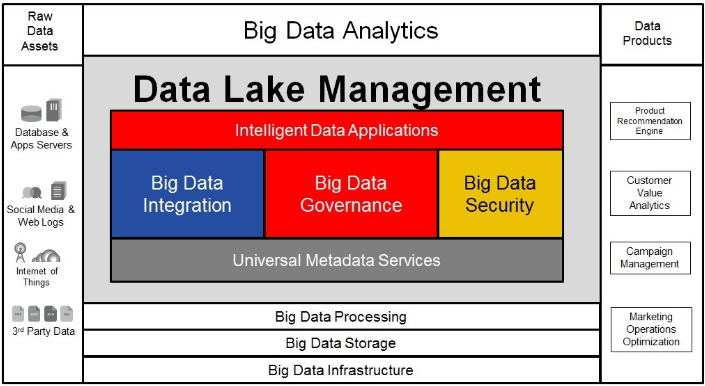 Raw
Data
Assets
Database &
Apps Servers
Social Media &
Web Logs
Internet of
Things
3rd Party Data
Big Data Analytics
Data Lake Management
Intelligent Data Applications
Big Data
Integration
Big Data
Governance
Big Data
Security
Universal Metadata Services
Big Data Processing
Big Data Storage
Big Data Infrastructure
Data
Products
Product
Recommendation
Engine
Customer
Value
Analytics
Campaign
Management
Marketing
Operations
Optimization